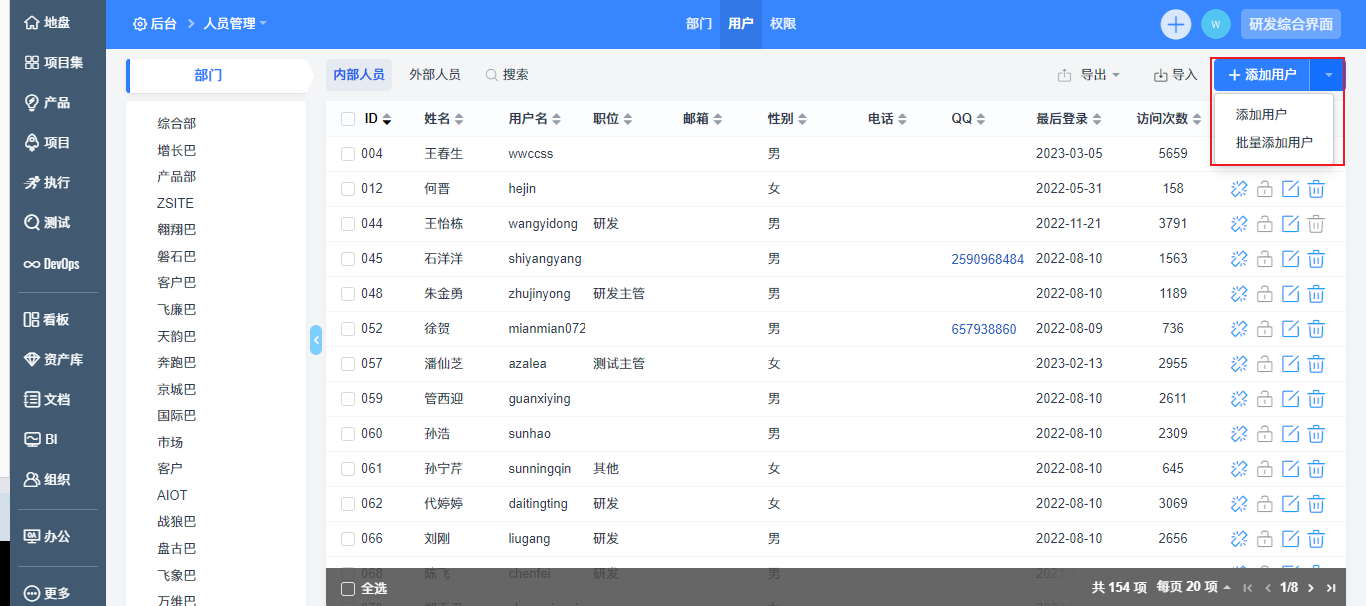 地盘
项目集
产品
项目
执行
测试
DevOps
看板
资产库
文档
BI
组织
办公
更多
后台 > 人员管理
部门 用户 权限
W 研发综合界面
部门
综合部
增长巴
产品部
ZSITE
翱翔巴
磐石巴
客户巴
飞廉巴
天韵巴
奔跑巴
京城巴
国际巴
市场
客户
AIOT
战狼巴
盘古巴
飞象巴
万维巴
内部人员 外部人员 搜索
导出 导入 + 添加用户
添加用户
批量添加用户
ID 姓名 用户名 职位 邮箱 性别 电话 QQ 最后登录 访问次数
004 王春生 wwccss 男 2023-03-05 5659
012 何晋 hejin 女 2022-05-31 158
044 王怡栋 wangyidong 研发 男 2022-11-21 3791
045 石洋洋 shiyangyang 男 2590968484 2022-08-10 1563
048 朱金勇 zhujinyong 研发主管 男 2022-08-10 1189
052 徐贺 mianmian072 男 657938860 2022-08-09 736
057 潘仙芝 azalea 测试主管 女 2023-02-13 2955
059 管西迎 guanxiying 男 2022-08-10 2611
060 孙浩 sunhao 男 2022-08-10 2309
061 孙宁芹 sunningqin 其他 女 2022-08-10 645
062 代婷婷 daitingting 研发 女 2022-08-10 3069
066 刘刚 liugang 研发 男 2022-08-10 2656
068 陈飞 chenfei 研发 男
全选 共 154 项 每页 20 项 1/8